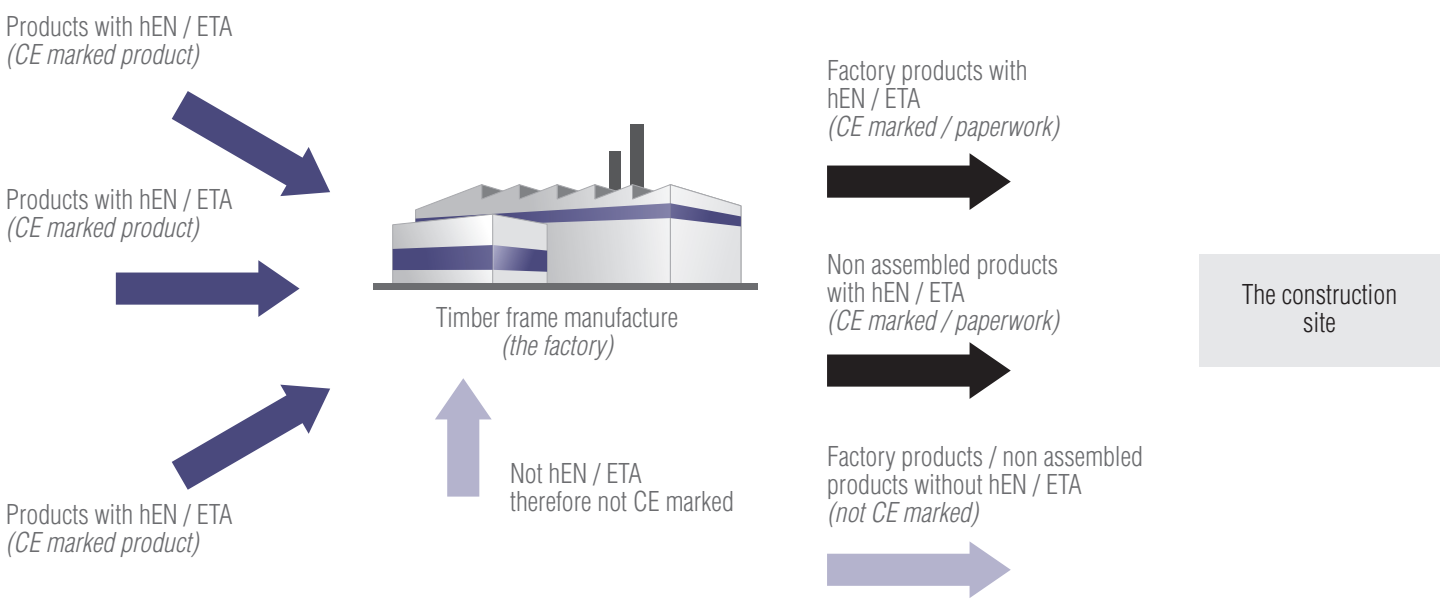 Products with hEN / ETA
(CE marked product)
Products with hEN / ETA
(CE marked product)
Products with hEN / ETA
(CE marked product)
Timber frame manufacture
(the factory)
Not hEN / ETA
therefore not CE marked
Factory products with
hEN / ETA
(CE marked / paperwork)
Non assembled products
with hEN / ETA
(CE marked / paperwork)
Factory products / non assembled
products without hEN / ETA
(not CE marked)
The construction
site